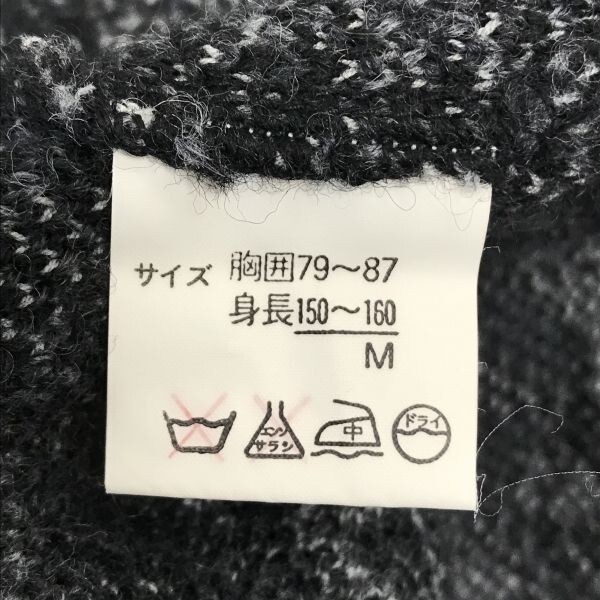 サイズ 胸囲79～87
身長150～160
M
エンソ
サラシ
中
ドライ